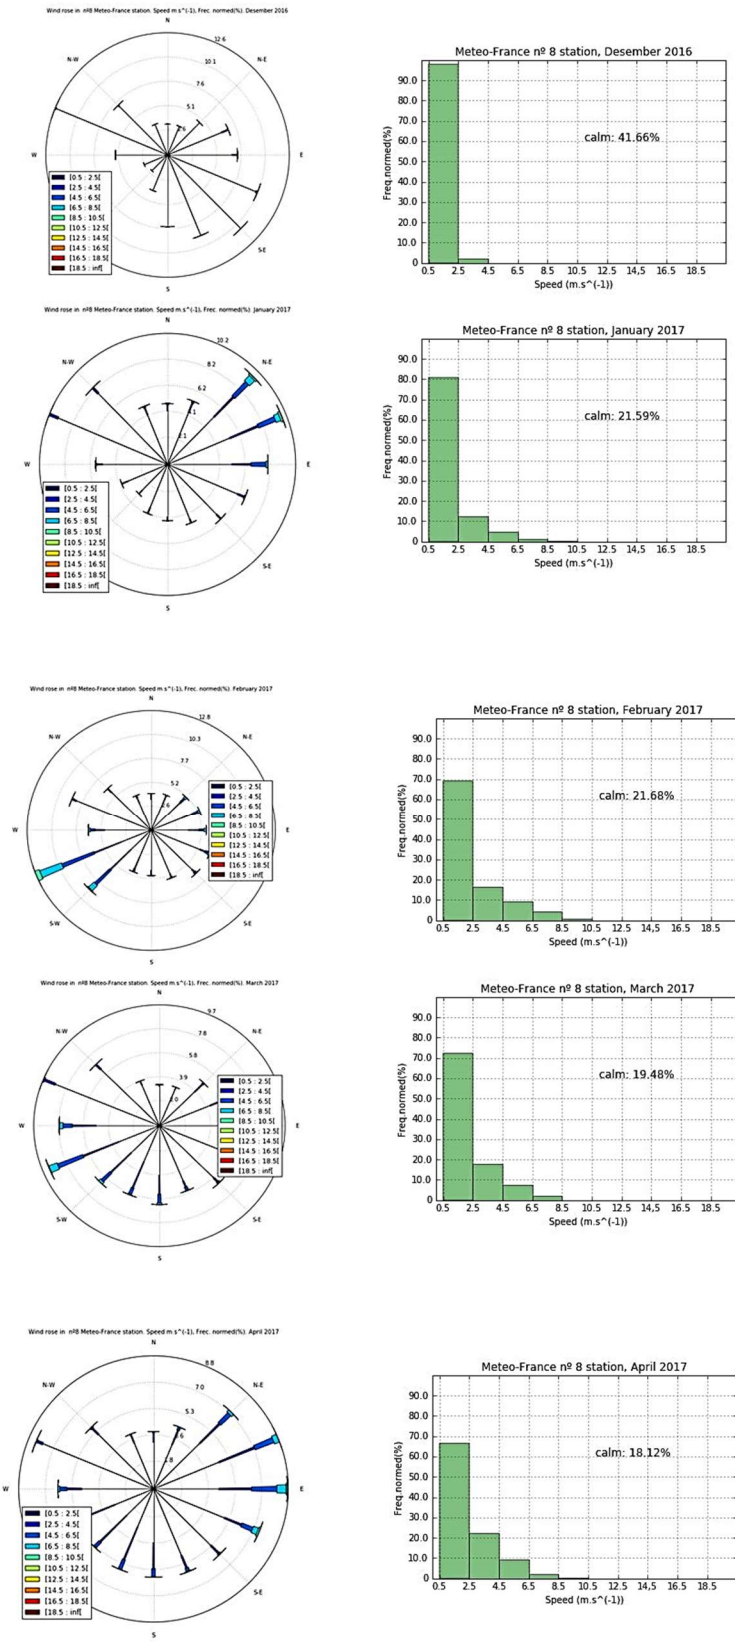 Wind rose in nº8 Meteo-France station. Speed m.s^(-1), Frec. normed(%). Desember 2016
N
12.6
N-W
10.1
N-E
7.6
5.1
2.6
W
E
[0.5 : 2.5[
[2.5 : 4.5[
[4.5 : 6.5[
[6.5 : 8.5[
[8.5 : 10.5[
[10.5 : 12.5[
[12.5 : 14.5[
[14.5 : 16.5[
[16.5 : 18.5[
[18.5 : inf[
S-E
S
Meteo-France nº 8 station, Desember 2016
Freq.normed(%)
90.0
80.0
70.0
60.0
50.0
40.0
30.0
20.0
10.0
0
calm: 41.66%
0.5 2.5 4.5 6.5 8.5 10.5 12.5 14,5 16.5 18.5
Speed (m.s^(-1))
Wind rose in nº8 Meteo-France station. Speed m.s^(-1), Frec. normed(%). January 2017
N
10.2
N-W
8.2
N-E
6.2
4.1
2.1
W
E
[0.5 : 2.5[
[2.5 : 4.5[
[4.5 : 6.5[
[6.5 : 8.5[
[8.5 : 10.5[
[10.5 : 12.5[
[12.5 : 14.5[
[14.5 : 16.5[
[16.5 : 18.5[
[18.5 : inf[
S-E
S
Meteo-France nº 8 station, January 2017
Freq.normed(%)
90.0
80.0
70.0
60.0
50.0
40.0
30.0
20.0
10.0
0
calm: 21.59%
0.5 2.5 4.5 6.5 8.5 10.5 12.5 14,5 16.5 18.5
Speed (m.s^(-1))
Wind rose in nº8 Meteo-France station. Speed m.s^(-1), Frec. normed(%). February 2017
N
12.8
N-W
10.3
N-E
7.7
5.2
2.6
W
E
[0.5 : 2.5[
[2.5 : 4.5[
[4.5 : 6.5[
[6.5 : 8.5[
[8.5 : 10.5[
[10.5 : 12.5[
[12.5 : 14.5[
[14.5 : 16.5[
[16.5 : 18.5[
[18.5 : inf[
S-W
S-E
S
Meteo-France nº 8 station, February 2017
Freq.normed(%)
90.0
80.0
70.0
60.0
50.0
40.0
30.0
20.0
10.0
0
calm: 21.68%
0.5 2.5 4.5 6.5 8.5 10.5 12.5 14,5 16.5 18.5
Speed (m.s^(-1))
Wind rose in nº8 Meteo-France station. Speed m.s^(-1), Frec. normed(%). March 2017
N
9.7
N-W
7.8
N-E
5.8
3.9
2.0
W
E
[0.5 : 2.5[
[2.5 : 4.5[
[4.5 : 6.5[
[6.5 : 8.5[
[8.5 : 10.5[
[10.5 : 12.5[
[12.5 : 14.5[
[14.5 : 16.5[
[16.5 : 18.5[
[18.5 : inf[
S-W
S-E
S
Meteo-France nº 8 station, March 2017
Freq.normed(%)
90.0
80.0
70.0
60.0
50.0
40.0
30.0
20.0
10.0
0
calm: 19.48%
0.5 2.5 4.5 6.5 8.5 10.5 12.5 14,5 16.5 18.5
Speed (m.s^(-1))
Wind rose in nº8 Meteo-France station. Speed m.s^(-1), Frec. normed(%). April 2017
N
8.8
N-W
7.0
N-E
5.3
3.6
1.8
W
E
[0.5 : 2.5[
[2.5 : 4.5[
[4.5 : 6.5[
[6.5 : 8.5[
[8.5 : 10.5[
[10.5 : 12.5[
[12.5 : 14.5[
[14.5 : 16.5[
[16.5 : 18.5[
[18.5 : inf[
S-E
S
Meteo-France nº 8 station, April 2017
Freq.normed(%)
90.0
80.0
70.0
60.0
50.0
40.0
30.0
20.0
10.0
0
calm: 18.12%
0.5 2.5 4.5 6.5 8.5 10.5 12.5 14,5 16.5 18.5
Speed (m.s^(-1))